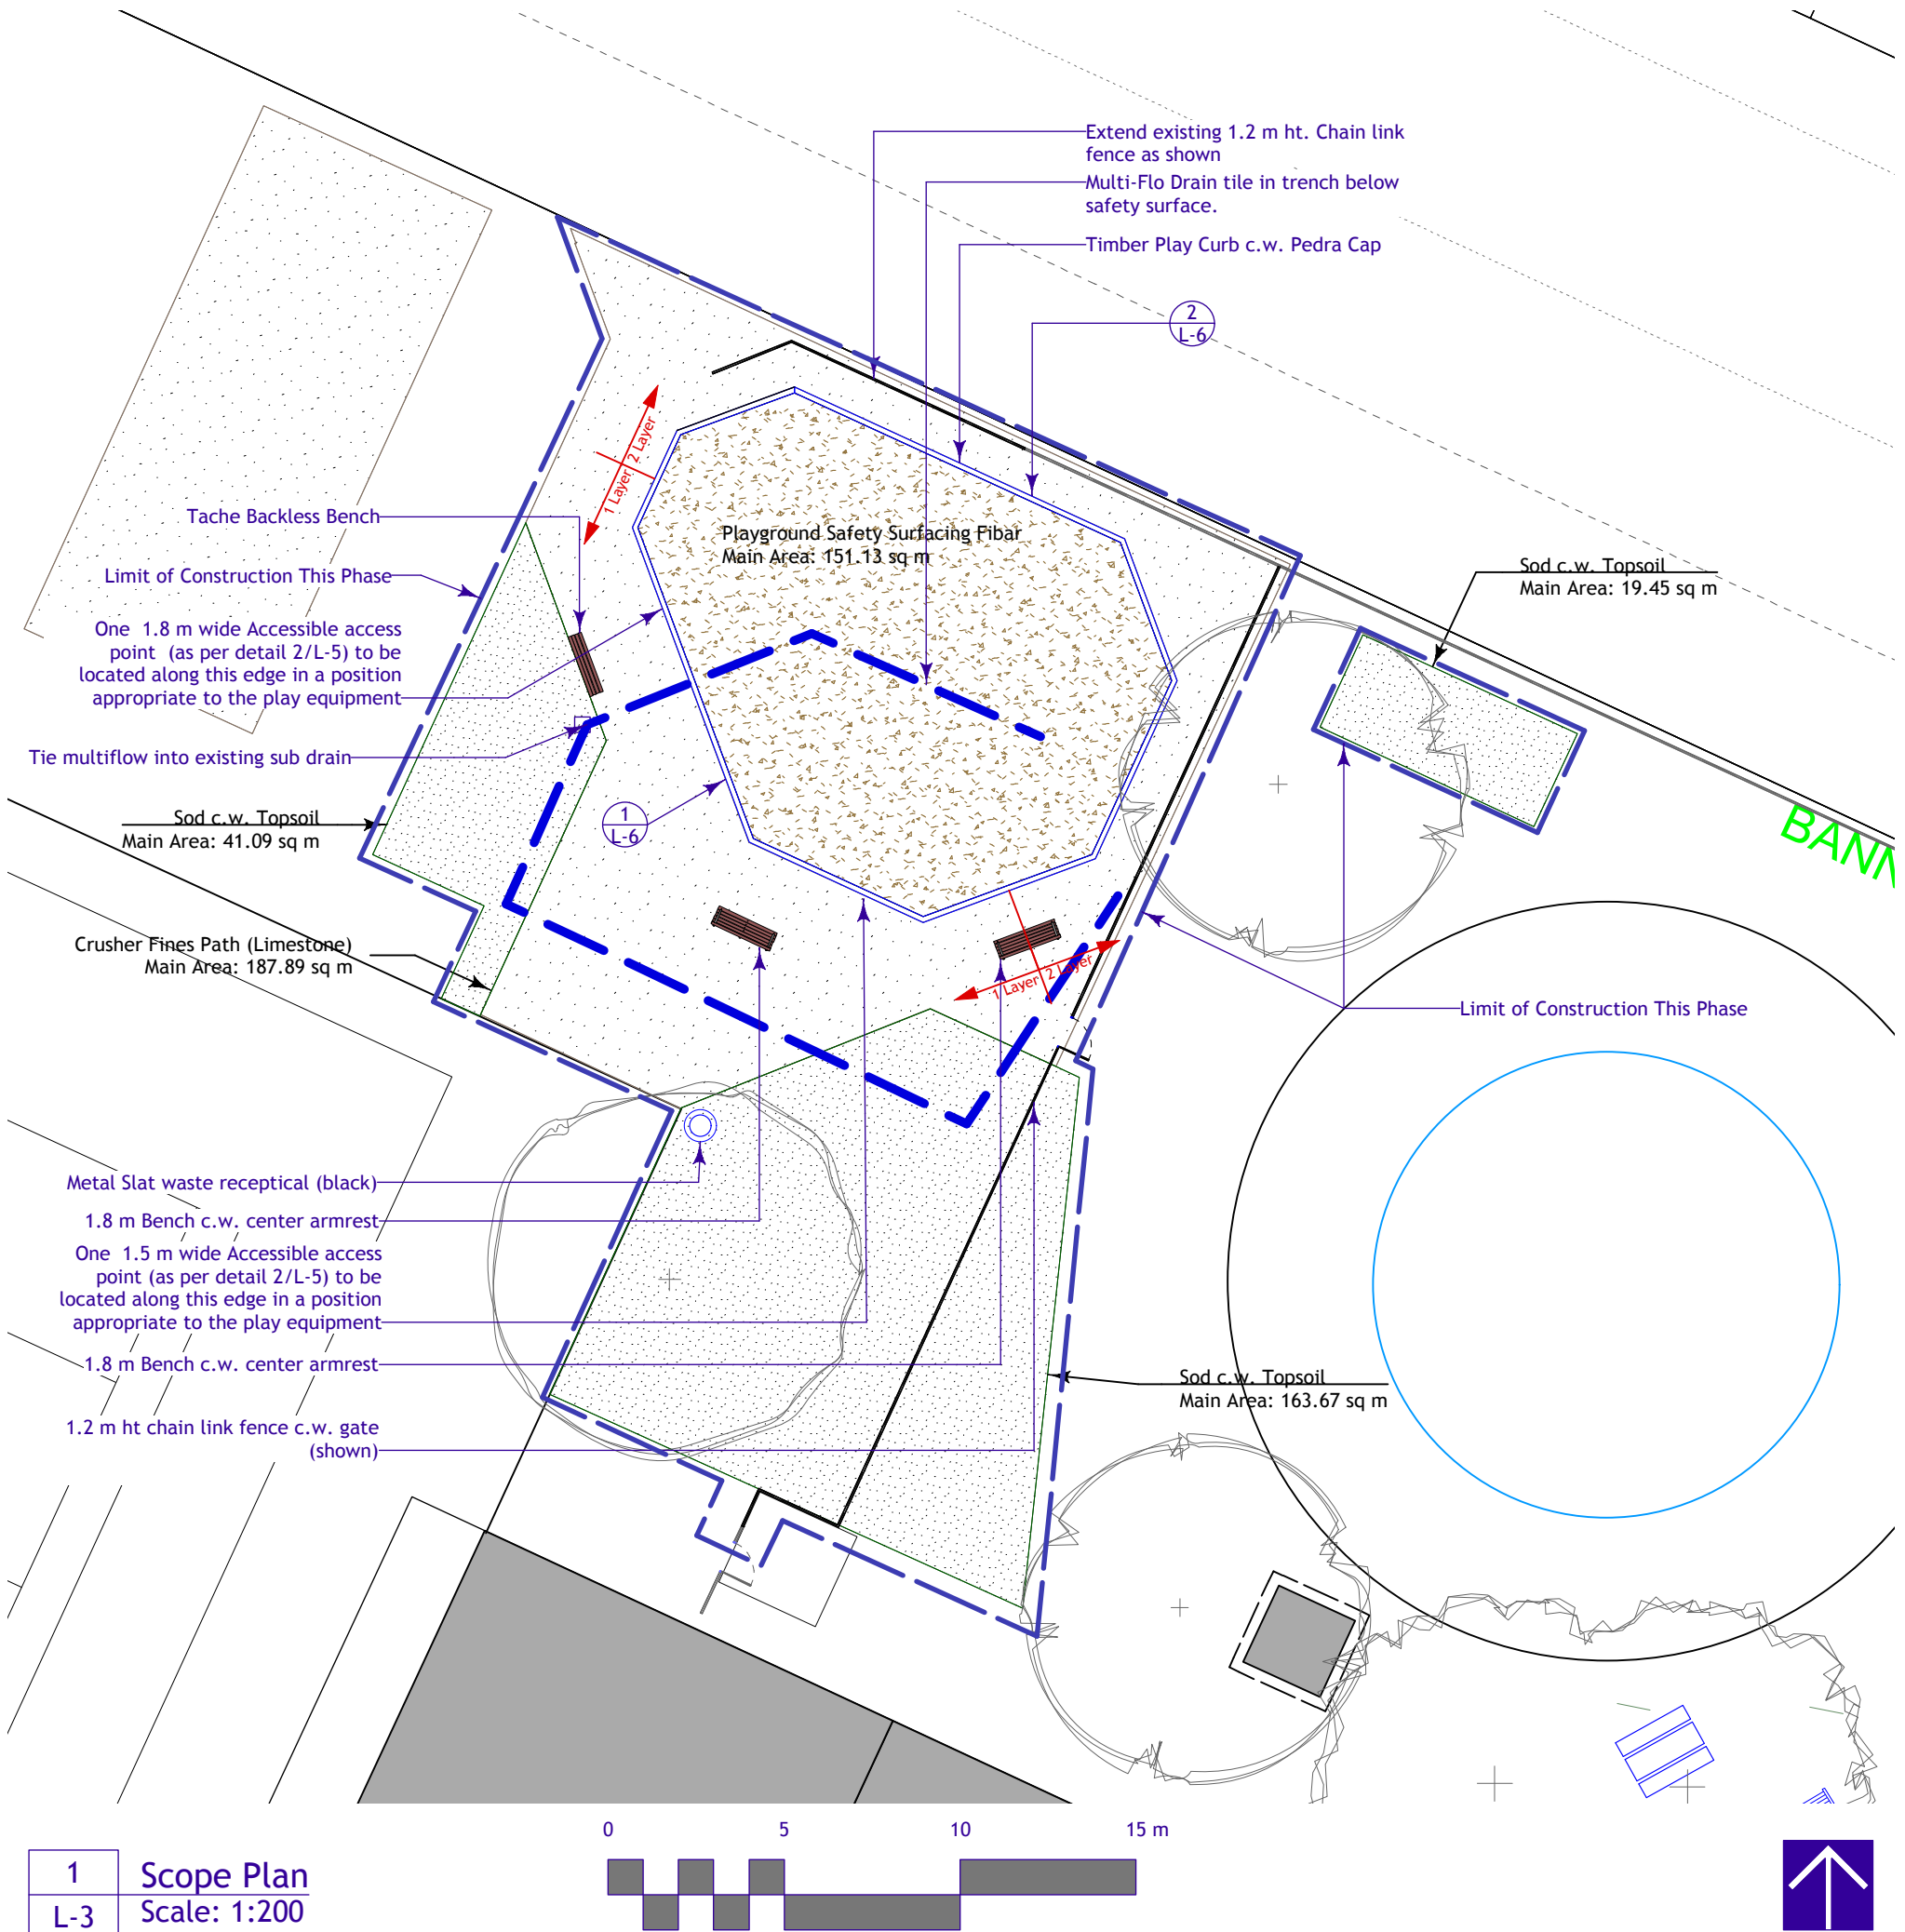 Extend existing 1.2 m ht. Chain link
fence as shown
Multi-Flo Drain tile in trench below
safety surface.
Timber Play Curb c.w. Pedra Cap
2
L-6
1 Layer
2 Layer
Tache Backless Bench
Playground Safety Surfacing Fibar
Main Area: 151.13 sq m
Limit of Construction This Phase
Sod c.w. Topsoil
Main Area: 19.45 sq m
One 1.8 m wide Accessible access
point (as per detail 2/L-5) to be
located along this edge in a position
appropriate to the play equipment
Tie multiflow into existing sub drain
Sod c.w. Topsoil
Main Area: 41.09 sq m
1
L-6
BANN
Crusher Fines Path (Limestone)
Main Area: 187.89 sq m
1 Layer
2 Layer
Limit of Construction This Phase
Metal Slat waste receptical (black)
1.8 m Bench c.w. center armrest
One 1.5 m wide Accessible access
point (as per detail 2/L-5) to be
located along this edge in a position
appropriate to the play equipment
1.8 m Bench c.w. center armrest
Sod c.w. Topsoil
Main Area: 163.67 sq m
1.2 m ht chain link fence c.w. gate
(shown)
0 5 10 15 m
1 Scope Plan
L-3 Scale: 1:200